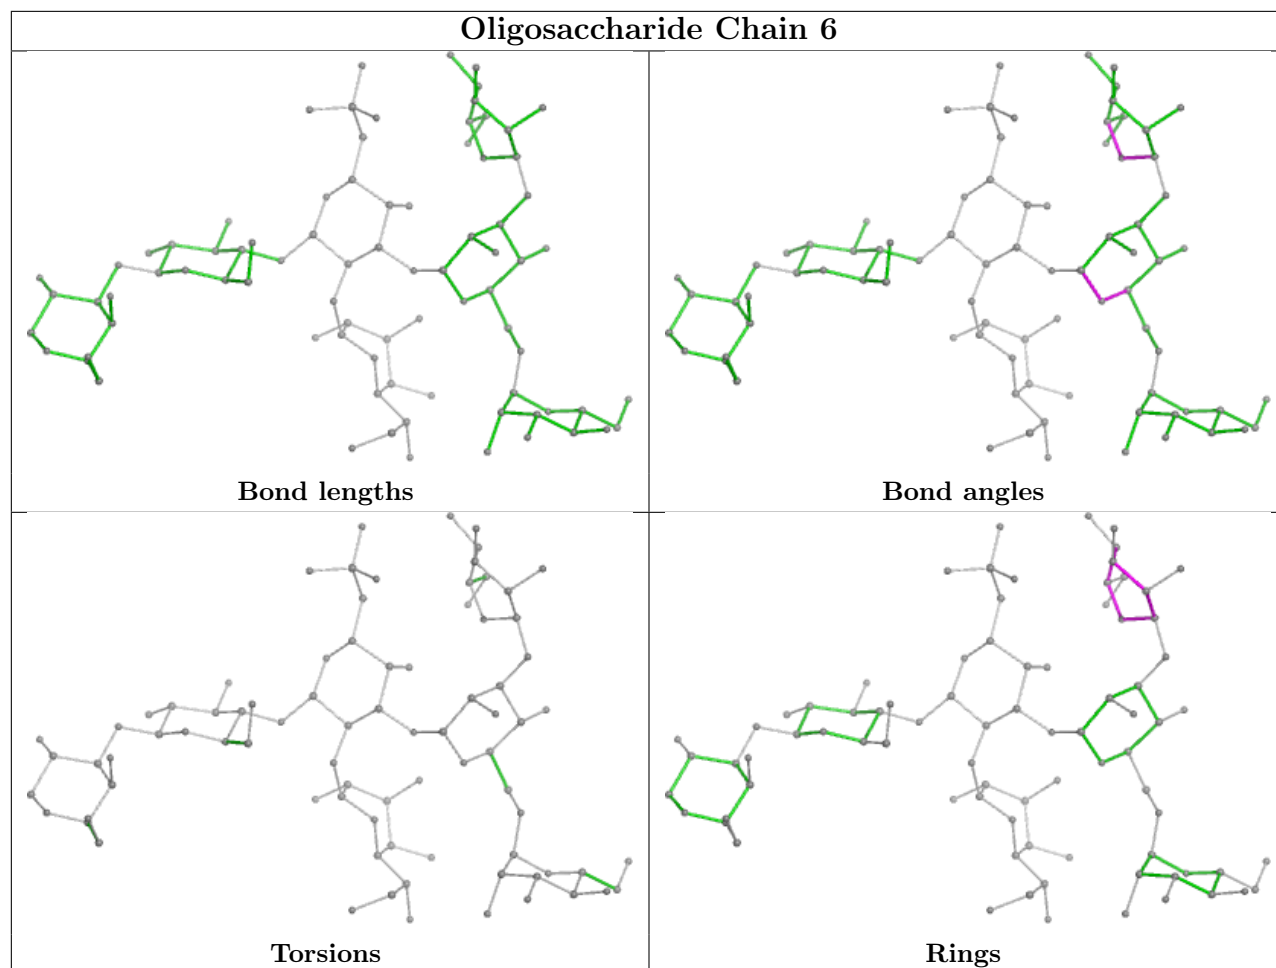 Oligosaccharide Chain 6
Bond lengths
Bond angles
Torsions
Rings